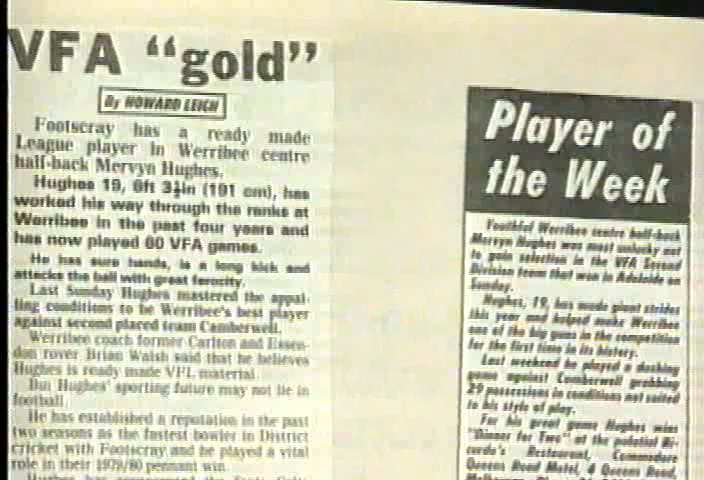 VFA "gold"
By HOWARD LEIGH
Footscray has a ready made
League player in Werribee centre
half-back Mervyn Hughes.
Hughes 19, 6ft 3½in (191 cm), has
worked his way through the ranks at
Werribee in the past four years and
has now played 60 VFA games.
He has sure hands, is a long kick and
attacks the ball with great ferocity.
Last Sunday Hughes mastered the appal-
ling conditions to be Werribee's best player
against second placed team Camberwell.
Werribee coach former Carlton and Essen-
don rover Brian Walsh said that he believes
Hughes is ready made VFL material.
But Hughes' sporting future may not lie in
football.
He has established a reputation in the past
two seasons as the fastest bowler in District
cricket with Footscray and he played a vital
role in their 1979/80 pennant win.
Hughes has
Player of
the Week
Youthful Werribee centre half-back
Mervyn Hughes was most unlucky not
to gain selection in the VFA Second
Division team that won in Adelaide on
Sunday.
Hughes, 19, has made giant strides
this year and helped make Werribee
one of the big guns in the competition
for the first time in its history.
Last weekend he played a dashing
game against Camberwell grabbing
29 possessions in conditions not suited
to his style of play.
For his great game Hughes wins
"Dinner for Two" at the palatial Ri-
cardo's Restaurant, Commodore
Queens Road Motel, 4 Queens Road,